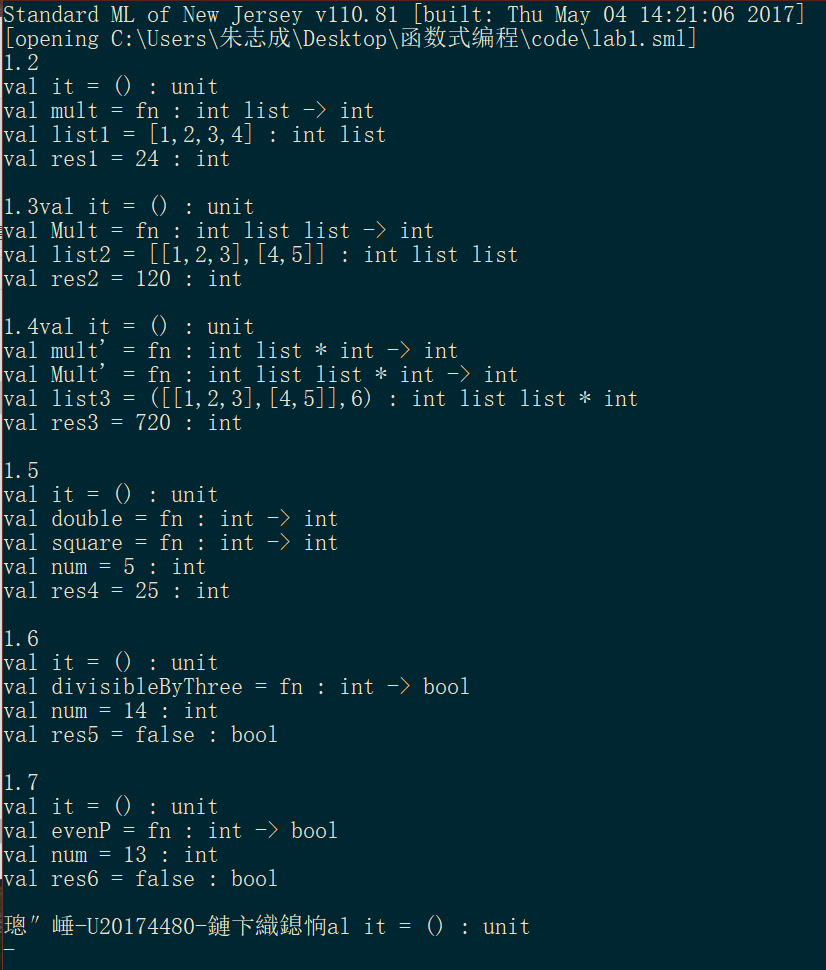 Standard ML of New Jersey v110.81 [built: Thu May 04 14:21:06 2017]
[opening C:\Users\朱志成\Desktop\函数式编程\code\lab1.sml]
1.2
val it = () : unit
val mult = fn : int list -> int
val list1 = [1,2,3,4] : int list
val res1 = 24 : int
1.3val it = () : unit
val Mult = fn : int list list -> int
val list2 = [[1,2,3],[4,5]] : int list list
val res2 = 120 : int
1.4val it = () : unit
val mult' = fn : int list * int -> int
val Mult' = fn : int list list * int -> int
val list3 = ([[1,2,3],[4,5]],6) : int list list * int
val res3 = 720 : int
1.5
val it = () : unit
val double = fn : int -> int
val square = fn : int -> int
val num = 5 : int
val res4 = 25 : int
1.6
val it = () : unit
val divisibleByThree = fn : int -> bool
val num = 14 : int
val res5 = false : bool
1.7
val it = () : unit
val evenP = fn : int -> bool
val num = 13 : int
val res6 = false : bool
璁″崜-U20174480-鏈卞織鎴恦al it = () : unit
-